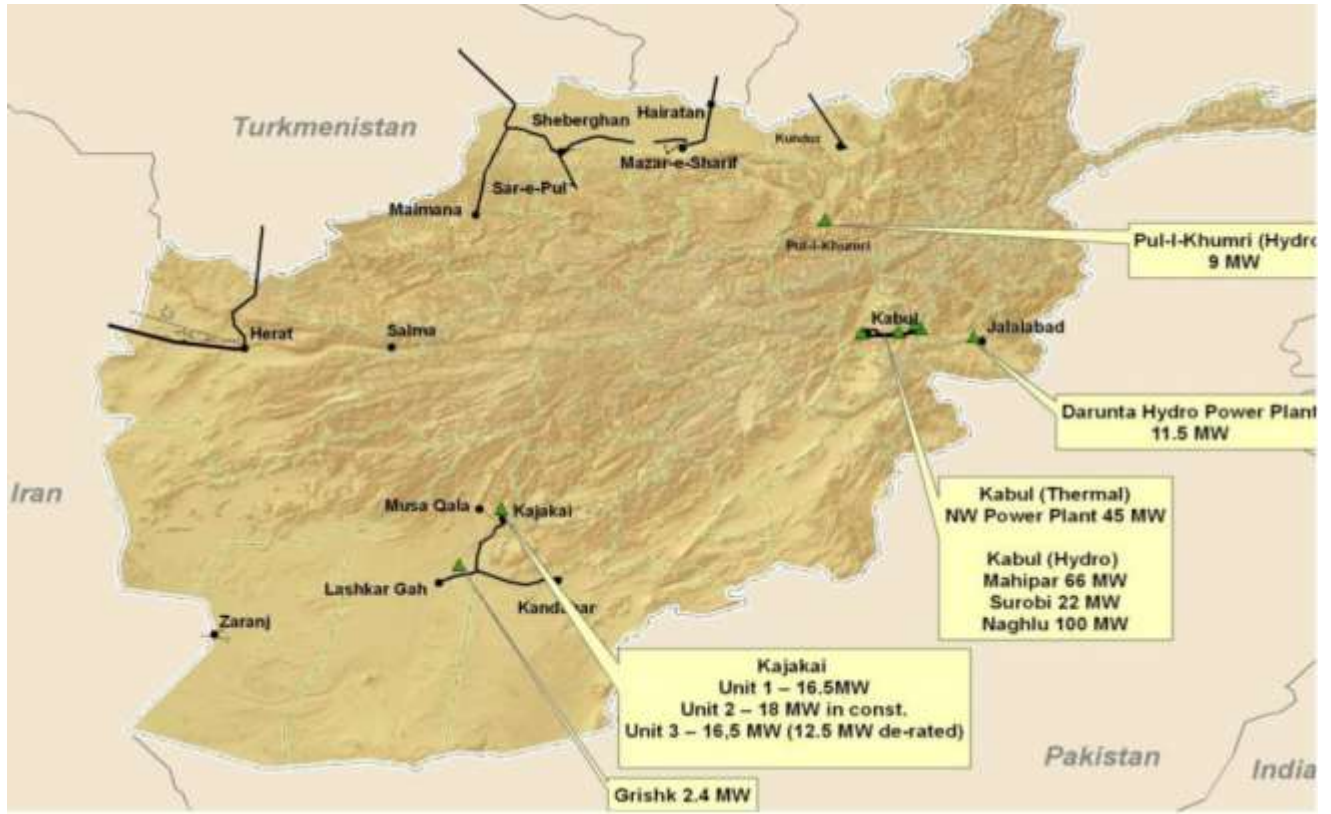 Turkmenistan
Sheberghan
Hairatan
Kunduz
Mazar-e-Sharif
Sar-e-Pul
Maimana
Pul-I-Khumri
Pul-I-Khumri (Hydro
9 MW
Herat
Salma
Kabul
Jalalabad
Darunta Hydro Power Plant
11.5 MW
Iran
Musa Qala
Kajakai
Kabul (Thermal)
NW Power Plant 45 MW
Kabul (Hydro)
Mahipar 66 MW
Surobi 22 MW
Naghlu 100 MW
Lashkar Gah
Kandahar
Zaranj
Kajakai
Unit 1 – 16.5MW
Unit 2 – 18 MW in const.
Unit 3 – 16,5 MW (12.5 MW de-rated)
Pakistan
India
Grishk 2.4 MW